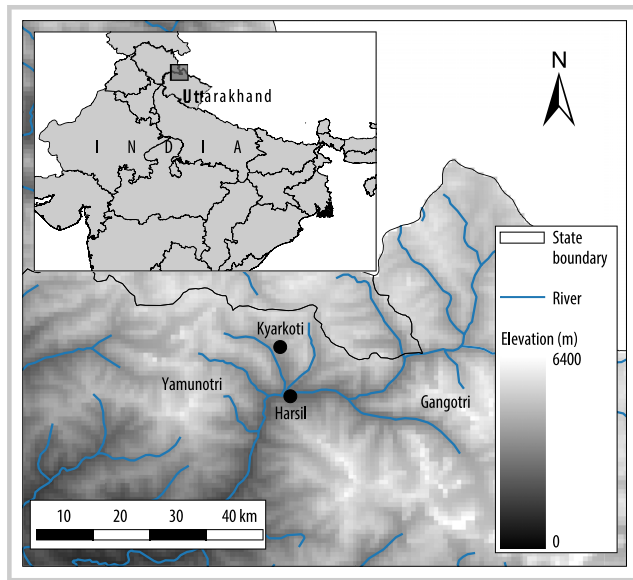 Uttarakhand
I N D I A
N
State
boundary
River
Elevation (m)
6400
0
Kyarkoti
Yamunotri
Harsil
Gangotri
10 20 30 40 km